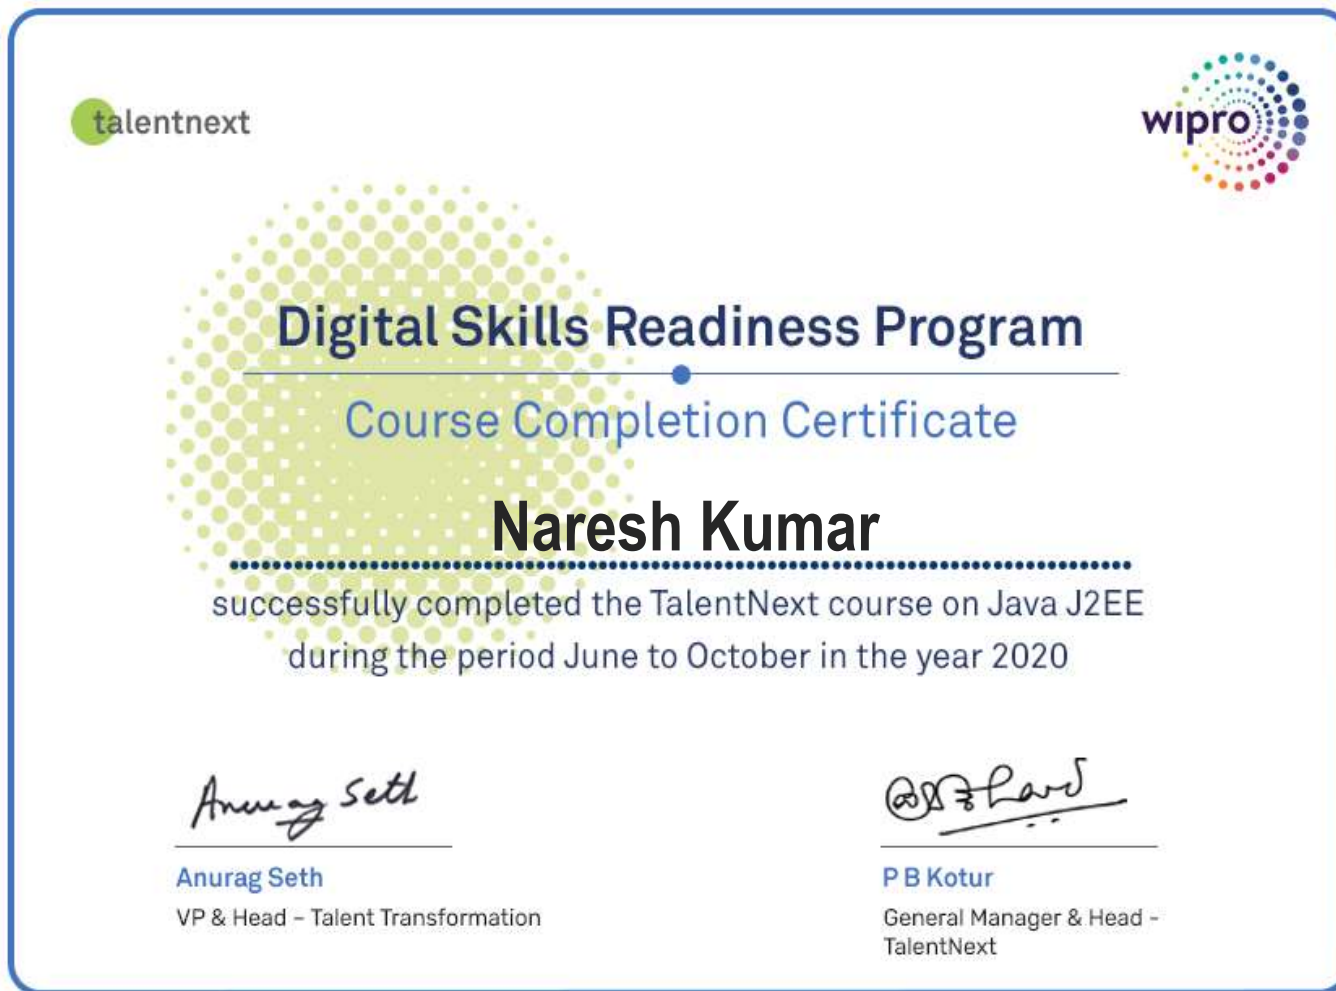 talentnext
wipro
Digital Skills Readiness Program
Course Completion Certificate
Naresh Kumar
successfully completed the TalentNext course on Java J2EE
during the period June to October in the year 2020
Anurag Seth
Anurag Seth
VP & Head – Talent Transformation
P B Kotur
General Manager & Head -
TalentNext